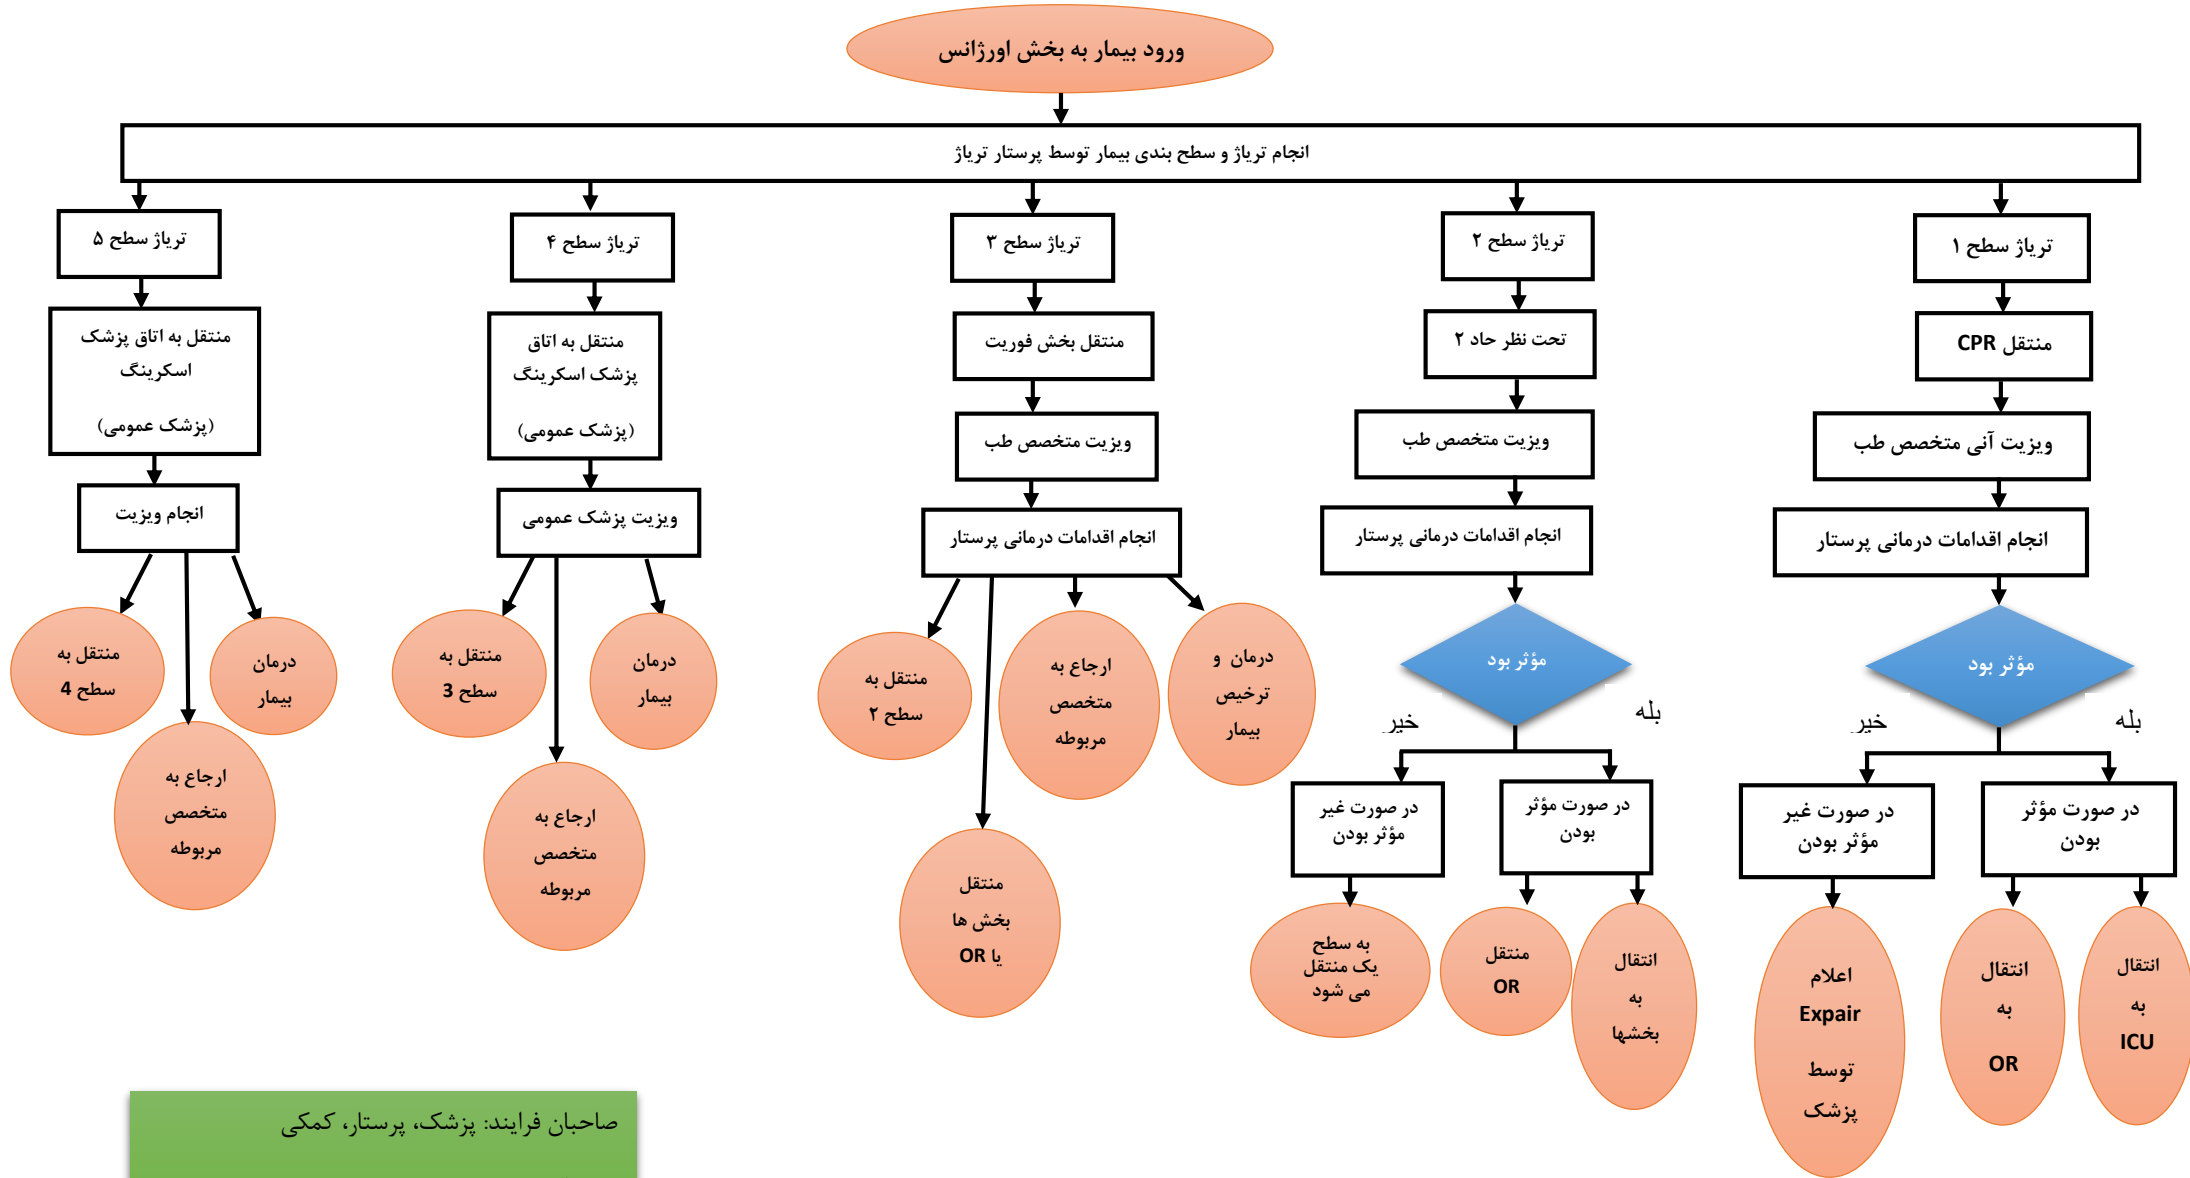 ورود بیمار به بخش اورژانس
انجام تریاژ و سطح بندی بیمار توسط پرستار تریاژ
تریاژ سطح ۱
منتقل CPR
ویزیت آنی متخصص طب
انجام اقدامات درمانی پرستار
مؤثر بود
بله
خیر
در صورت مؤثر
بودن
در صورت غیر
مؤثر بودن
انتقال
به
ICU
انتقال
به
OR
اعلام
Expair
توسط
پزشک
تریاژ سطح ۲
تحت نظر حاد ۲
ویزیت متخصص طب
انجام اقدامات درمانی پرستار
مؤثر بود
بله
خیر
در صورت مؤثر
بودن
در صورت غیر
مؤثر بودن
انتقال
به
بخشها
منتقل
OR
به سطح
یک منتقل
می شود
تریاژ سطح ۳
منتقل بخش فوریت
ویزیت متخصص طب
انجام اقدامات درمانی پرستار
درمان و
ترخیص
بیمار
ارجاع به
متخصص
مربوطه
منتقل
بخش ها
یا OR
منتقل به
سطح ۲
تریاژ سطح ۴
منتقل به اتاق
پزشک اسکرینگ
(پزشک عمومی)
ویزیت پزشک عمومی
درمان
بیمار
ارجاع به
متخصص
مربوطه
منتقل به
سطح 3
تریاژ سطح ۵
منتقل به اتاق پزشک
اسکرینگ
(پزشک عمومی)
انجام ویزیت
درمان
بیمار
ارجاع به
متخصص
مربوطه
منتقل به
سطح 4
صاحبان فرایند: پزشک، پرستار، کمکی